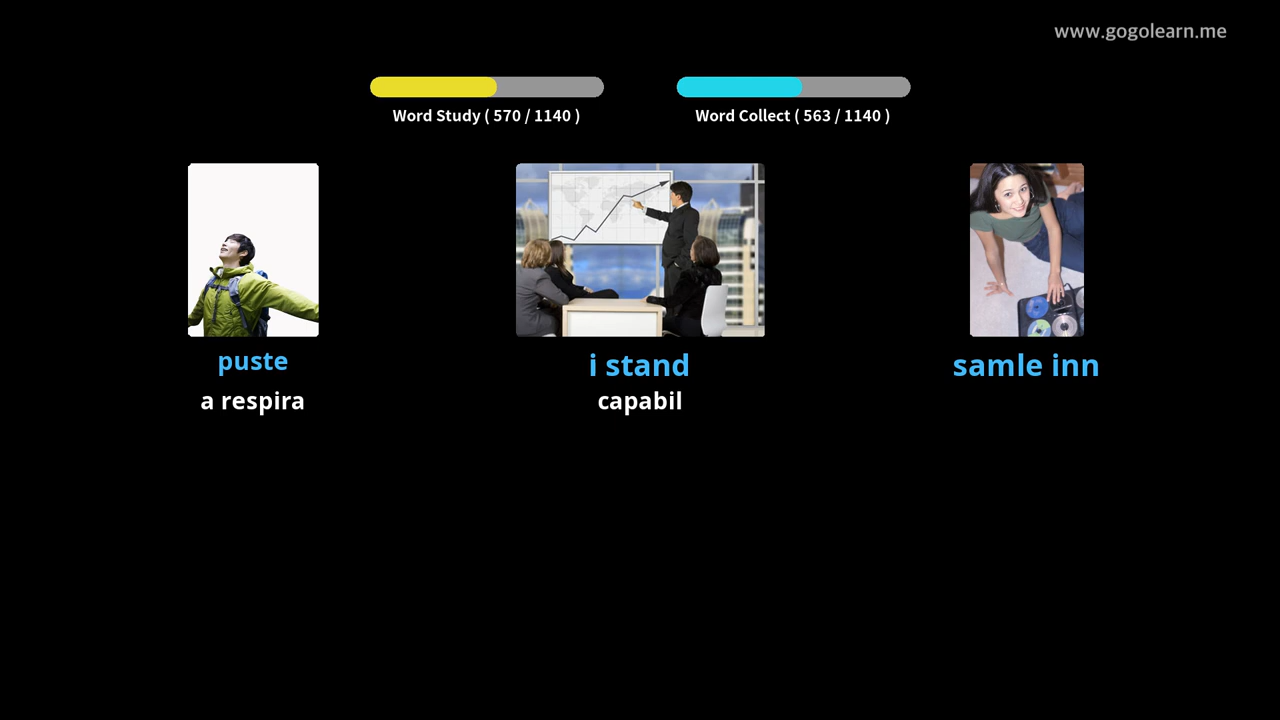 www.gogolearn.me
Word Study ( 570 / 1140 )
Word Collect ( 563 / 1140 )
puste
i stand
samle inn
a respira
capabil